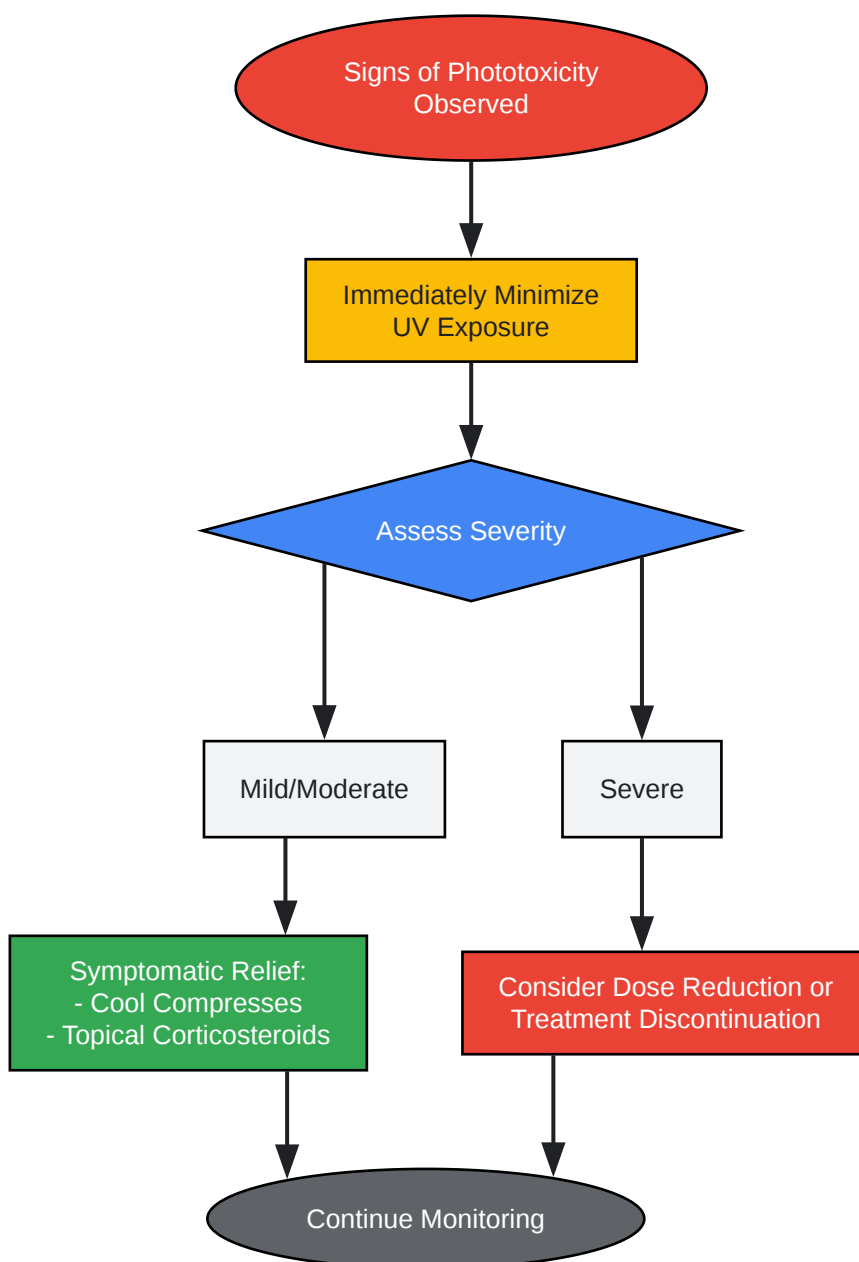 Signs of Phototoxicity
Observed
Immediately Minimize
UV Exposure
Assess Severity
Mild/Moderate
Severe
Symptomatic Relief:
- Cool Compresses
- Topical Corticosteroids
Consider Dose Reduction or
Treatment Discontinuation
Continue Monitoring